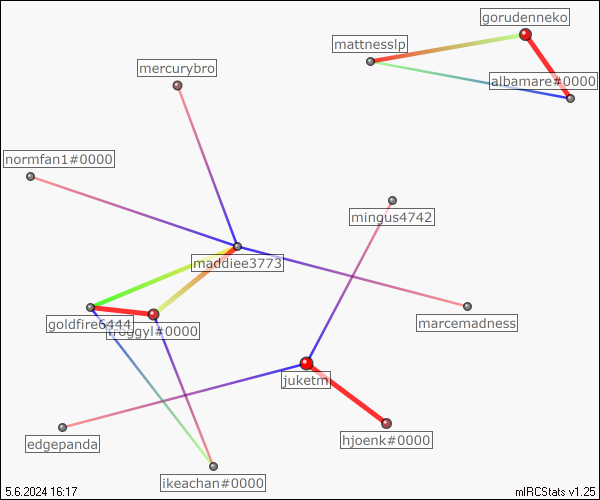 gorudenneko
mattnesslp
mercurybro
albamare#0000
normfan1#0000
mingus4742
maddiee3773
goldfire6444
froggyl#0000
marcemadness
juketm
edgepanda
hjoenk#0000
ikeachan#0000
5.6.2024 16:17
mIRCStats v1.25